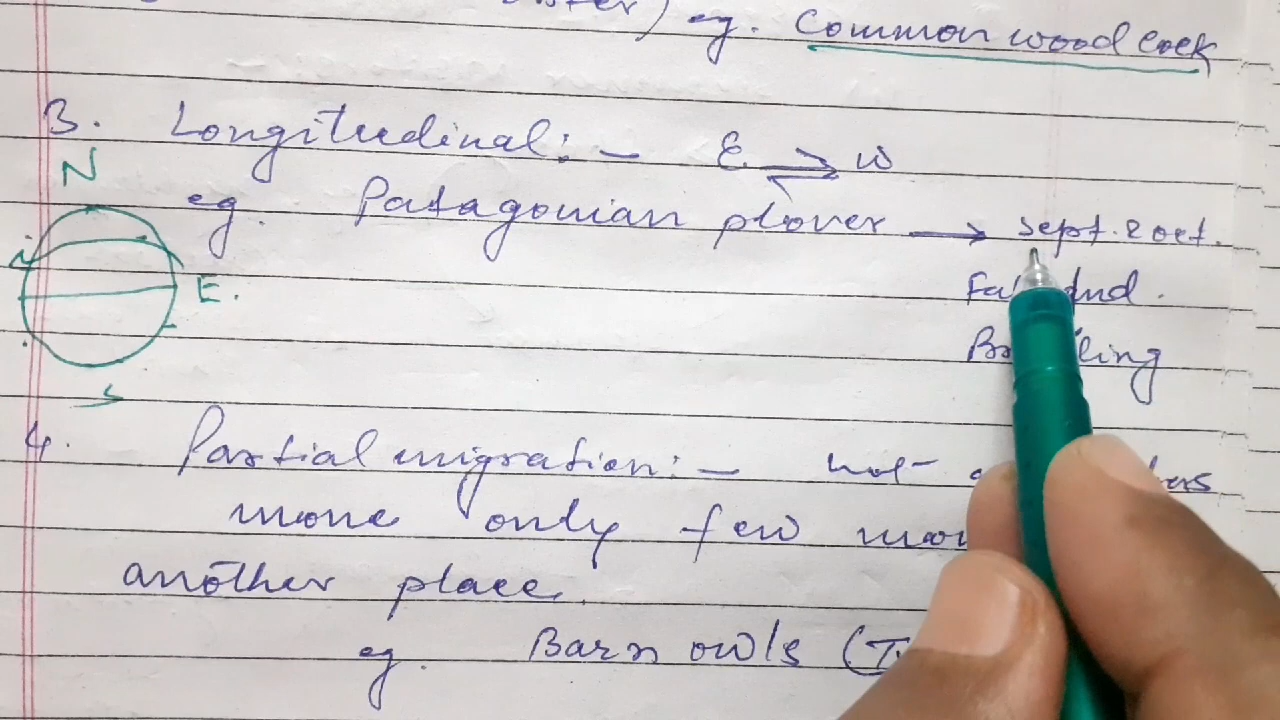 eg. Common wood cock
3. Longitudinal:- E ⇌ W
N
eg. Patagonian plover → Sept. & oct.
E.
Breeding
S
4. Partial migration:- not
move only few
another place.
eg. Barn owls